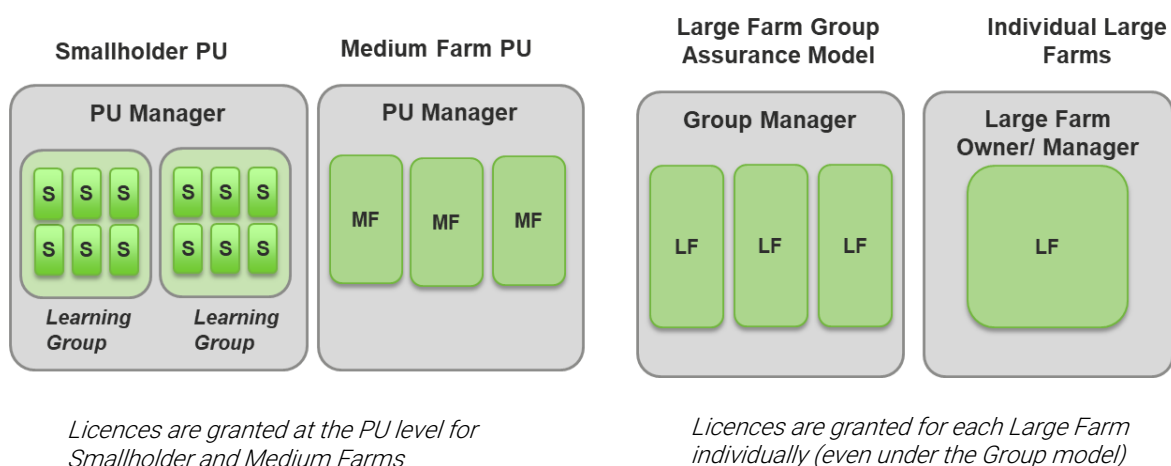 Smallholder PU
PU Manager
S S S
S S S
Learning
Group
S S S
S S S
Learning
Group
Medium Farm PU
PU Manager
MF
MF
MF
Licences are granted at the PU level for
Smallholder and Medium Farms
Large Farm Group
Assurance Model
Group Manager
LF
LF
LF
Individual Large
Farms
Large Farm
Owner/ Manager
LF
Licences are granted for each Large Farm
individually (even under the Group model)